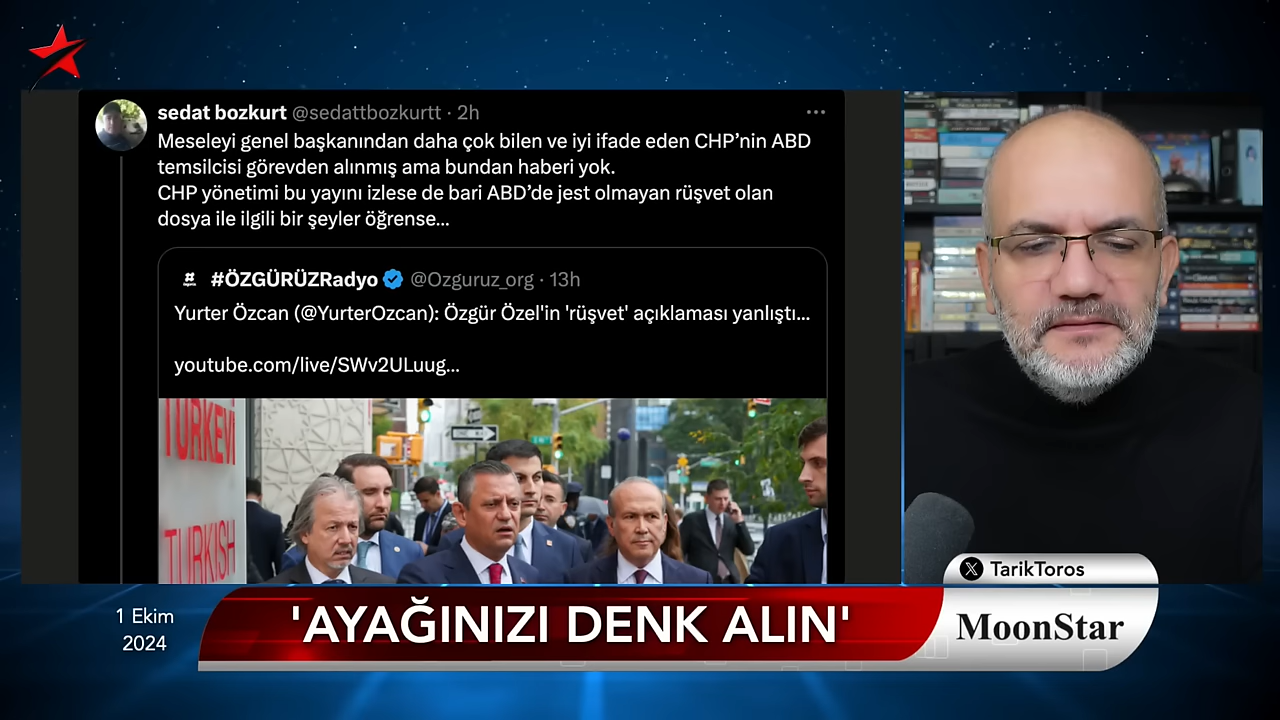 sedat bozkurt @sedattbozkurtt · 2h
Meseleyi genel başkanından daha çok bilen ve iyi ifade eden CHP’nin ABD
temsilcisi görevden alınmış ama bundan haberi yok.
CHP yönetimi bu yayını izlese de bari ABD’de jest olmayan rüşvet olan
dosya ile ilgili bir şeyler öğrense...
#ÖZGÜRÜZRadyo @Ozguruz_org · 13h
Yurter Özcan (@YurterOzcan): Özgür Özel'in 'rüşvet' açıklaması yanlıştı...
youtube.com/live/SWv2ULuug...
TÜRKEVİ
TURKISH
TarikToros
1 Ekim
2024
'AYAĞINIZI DENK ALIN'
MoonStar